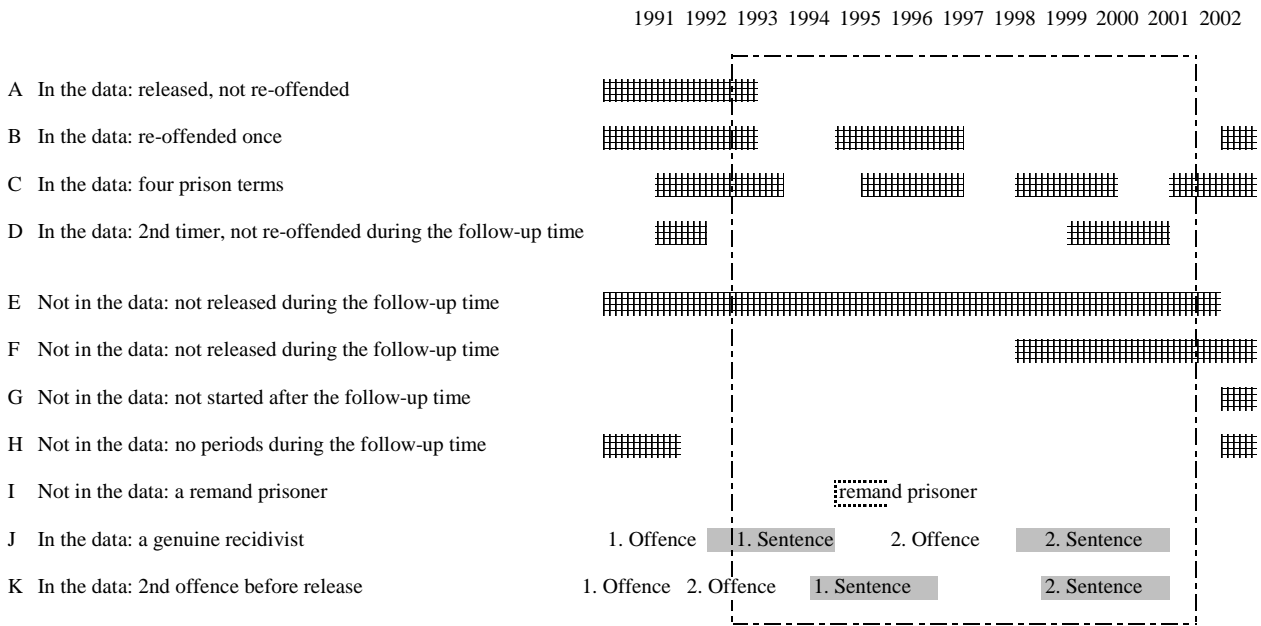 1991 1992 1993 1994 1995 1996 1997 1998 1999 2000 2001 2002
A In the data: released, not re-offended
B In the data: re-offended once
C In the data: four prison terms
D In the data: 2nd timer, not re-offended during the follow-up time
E Not in the data: not released during the follow-up time
F Not in the data: not released during the follow-up time
G Not in the data: not started after the follow-up time
H Not in the data: no periods during the follow-up time
I Not in the data: a remand prisoner remand prisoner
J In the data: a genuine recidivist 1. Offence 1. Sentence 2. Offence 2. Sentence
K In the data: 2nd offence before release 1. Offence 2. Offence 1. Sentence 2. Sentence